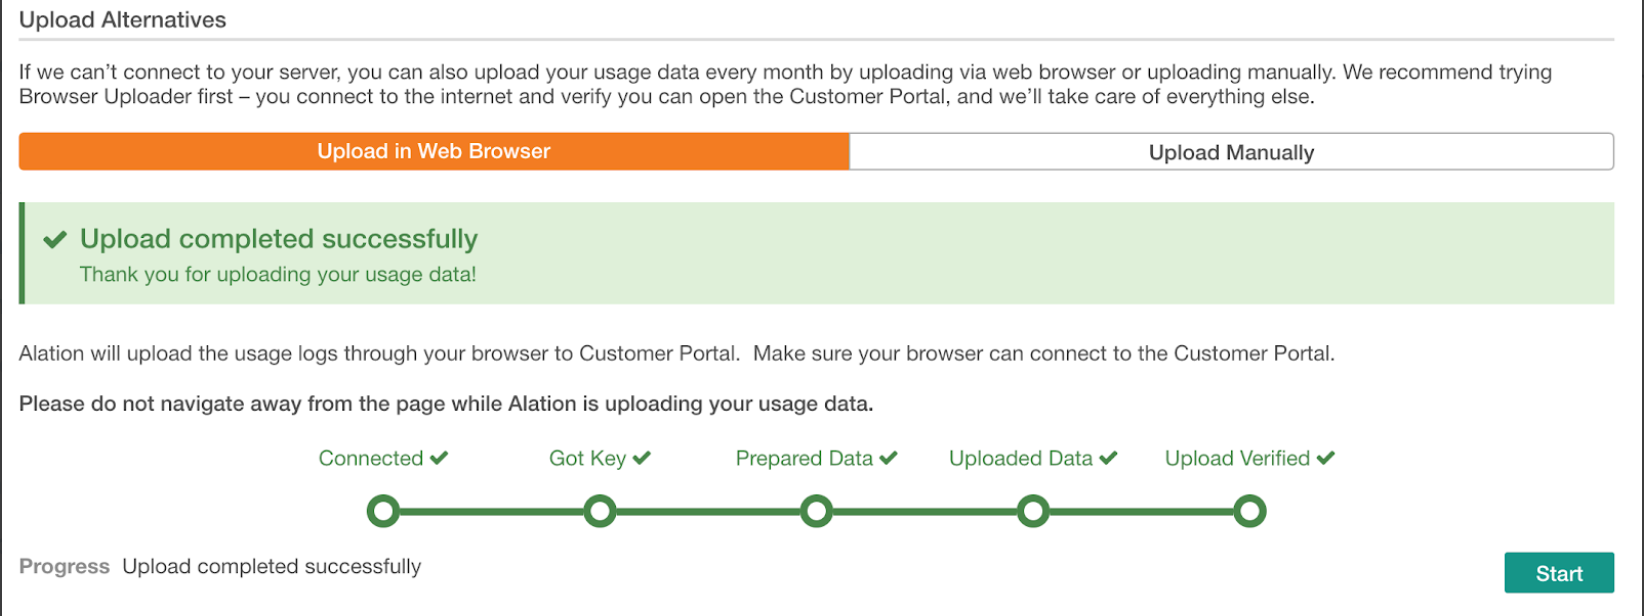 Upload Alternatives
If we can’t connect to your server, you can also upload your usage data every month by uploading via web browser or uploading manually. We recommend trying
Browser Uploader first – you connect to the internet and verify you can open the Customer Portal, and we’ll take care of everything else.
Upload in Web Browser
Upload Manually
Upload completed successfully
Thank you for uploading your usage data!
Alation will upload the usage logs through your browser to Customer Portal.  Make sure your browser can connect to the Customer Portal.
Please do not navigate away from the page while Alation is uploading your usage data.
Connected
Got Key
Prepared Data
Uploaded Data
Upload Verified
Progress Upload completed successfully
Start